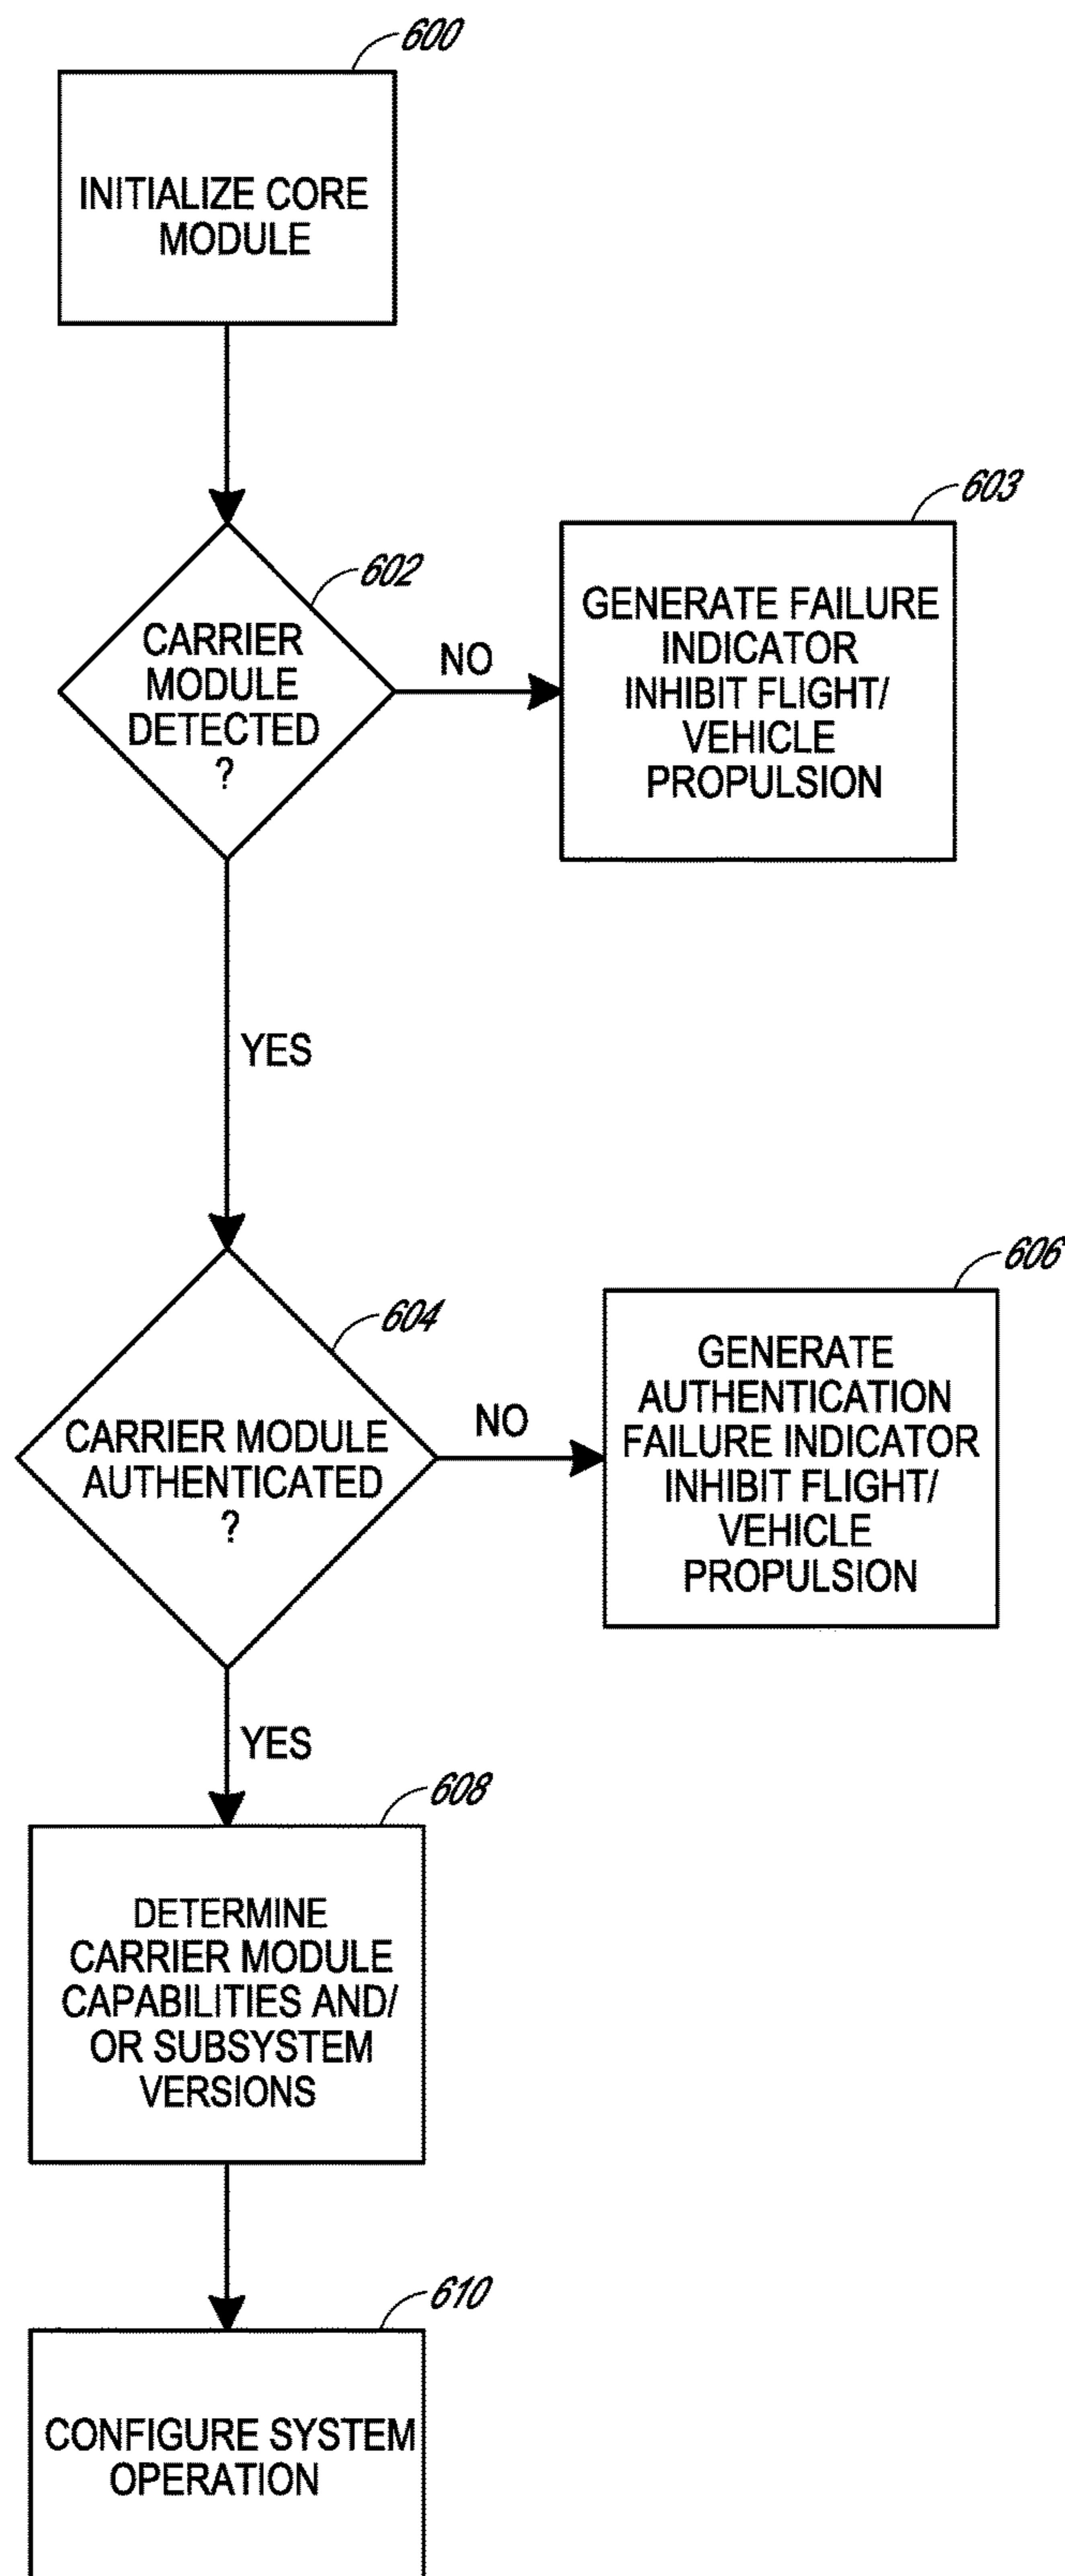 600
INITIALIZE CORE
MODULE
602
CARRIER
MODULE
DETECTED
?
NO
603
GENERATE FAILURE
INDICATOR
INHIBIT FLIGHT/
VEHICLE
PROPULSION
YES
604
CARRIER MODULE
AUTHENTICATED
?
NO
606
GENERATE
AUTHENTICATION
FAILURE INDICATOR
INHIBIT FLIGHT/
VEHICLE
PROPULSION
YES
608
DETERMINE
CARRIER MODULE
CAPABILITIES AND/
OR SUBSYSTEM
VERSIONS
610
CONFIGURE SYSTEM
OPERATION